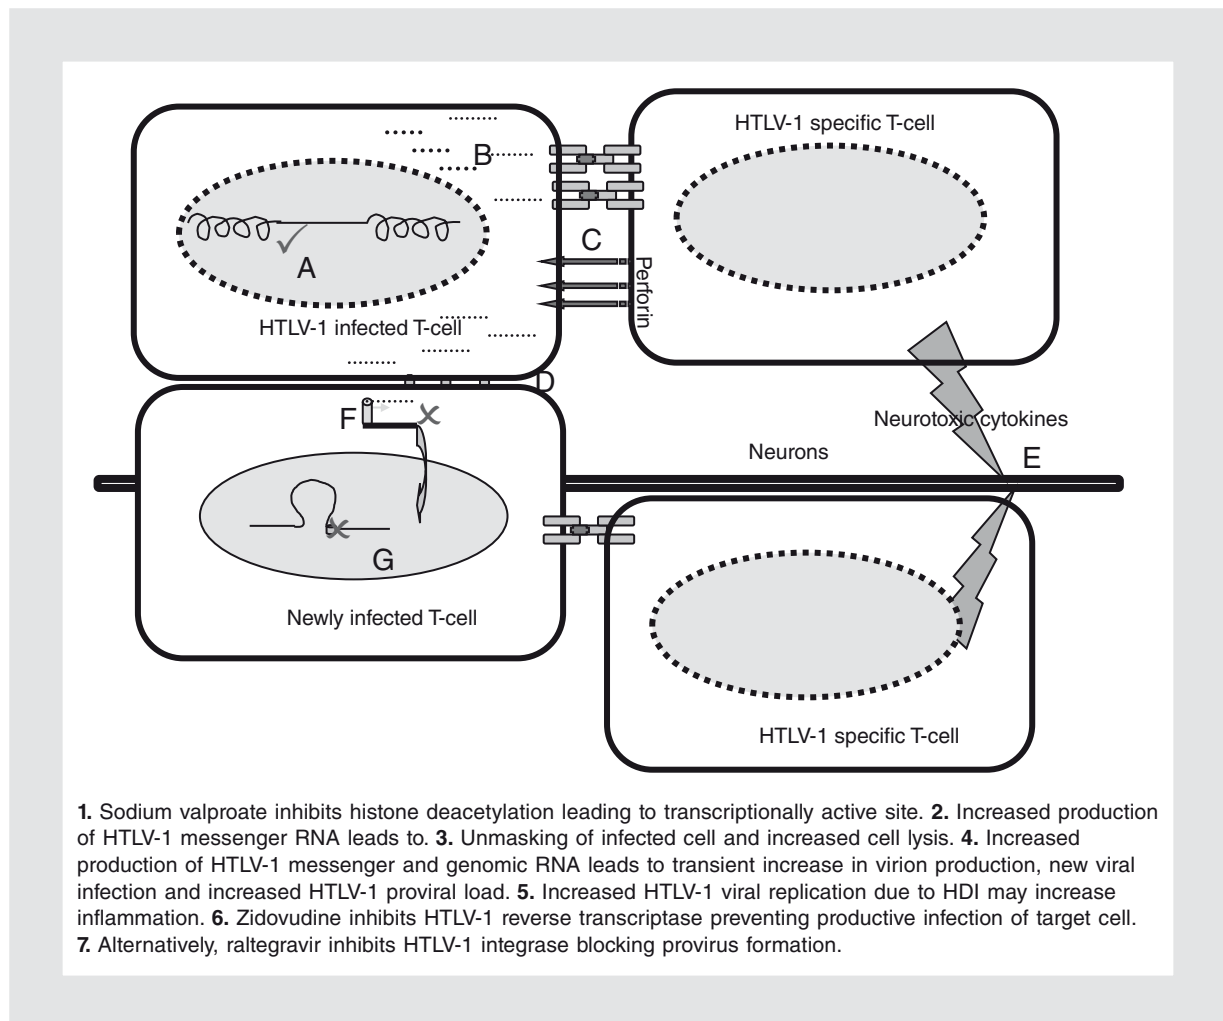 HTLV-1 specific T-cell
B
C
A
Perforin
HTLV-1 infected T-cell
D
F
Neurotoxic cytokines
Neurons
E
G
Newly infected T-cell
HTLV-1 specific T-cell
1. Sodium valproate inhibits histone deacetylation leading to transcriptionally active site. 2. Increased production
of HTLV-1 messenger RNA leads to. 3. Unmasking of infected cell and increased cell lysis. 4. Increased
production of HTLV-1 messenger and genomic RNA leads to transient increase in virion production, new viral
infection and increased HTLV-1 proviral load. 5. Increased HTLV-1 viral replication due to HDI may increase
inflammation. 6. Zidovudine inhibits HTLV-1 reverse transcriptase preventing productive infection of target cell.
7. Alternatively, raltegravir inhibits HTLV-1 integrase blocking provirus formation.